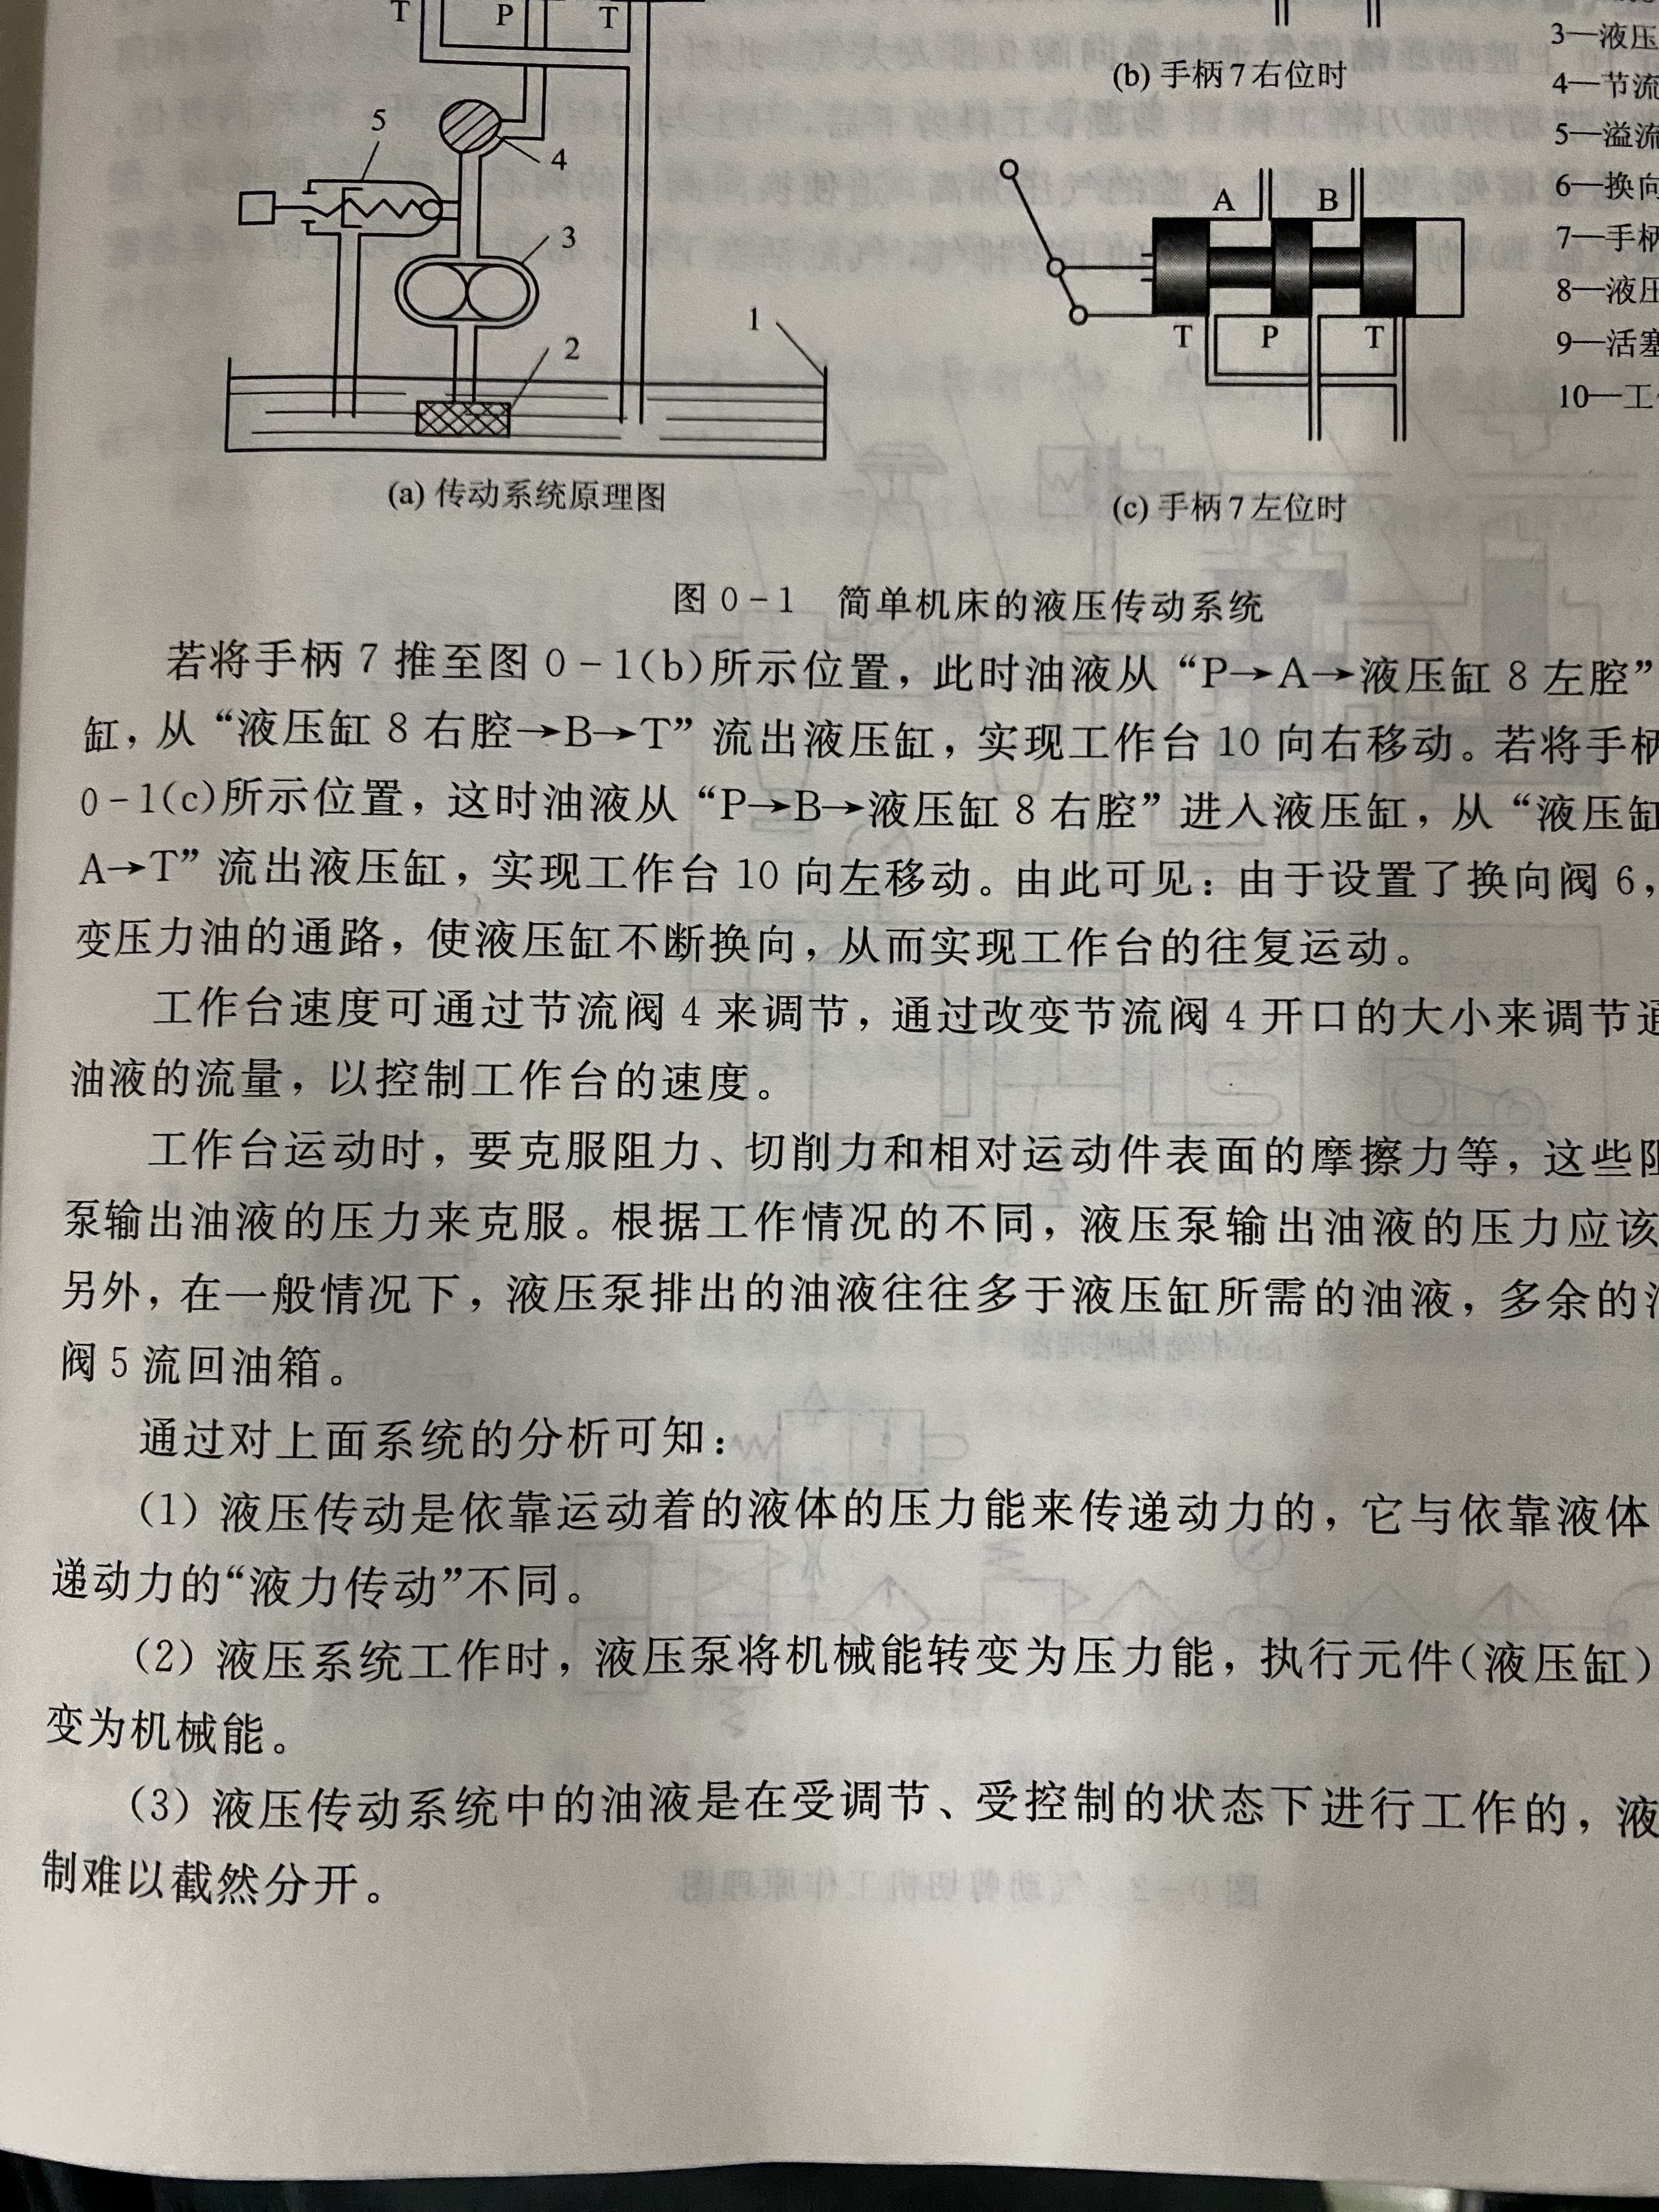 T P T
5
4
3
2
1
(a) 传动系统原理图
(b) 手柄7右位时
A B
T P T
(c) 手柄7左位时
3—液压
4—节流
5—溢流
6—换向
7—手柄
8—液压
9—活塞
10—工
图 0-1 简单机床的液压传动系统
若将手柄 7 推至图 0-1(b)所示位置，此时油液从“P→A→液压缸 8 左腔”
缸，从“液压缸 8 右腔→B→T”流出液压缸，实现工作台 10 向右移动。若将手柄
0-1(c)所示位置，这时油液从“P→B→液压缸 8 右腔”进入液压缸，从“液压缸
A→T”流出液压缸，实现工作台 10 向左移动。由此可见：由于设置了换向阀 6，
变压力油的通路，使液压缸不断换向，从而实现工作台的往复运动。
工作台速度可通过节流阀 4 来调节，通过改变节流阀 4 开口的大小来调节通
油液的流量，以控制工作台的速度。
工作台运动时，要克服阻力、切削力和相对运动件表面的摩擦力等，这些阻
泵输出油液的压力来克服。根据工作情况的不同，液压泵输出油液的压力应该
另外，在一般情况下，液压泵排出的油液往往多于液压缸所需的油液，多余的油
阀 5 流回油箱。
通过对上面系统的分析可知：
(1) 液压传动是依靠运动着的液体的压力能来传递动力的，它与依靠液体
递动力的“液力传动”不同。
(2) 液压系统工作时，液压泵将机械能转变为压力能，执行元件(液压缸)
变为机械能。
(3) 液压传动系统中的油液是在受调节、受控制的状态下进行工作的，液
制难以截然分开。